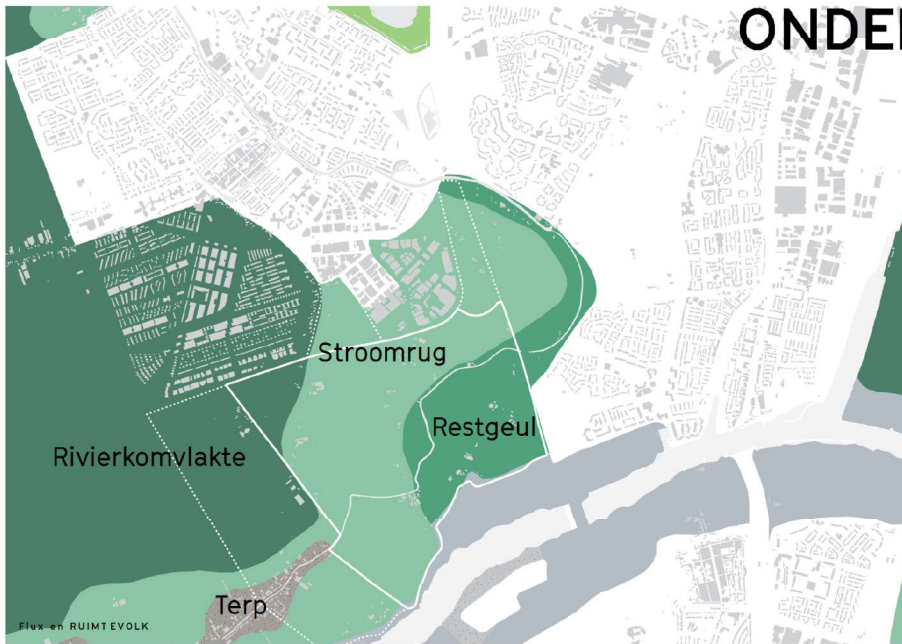 ONDE
Stroomrug
Restgeul
Rivierkomvlakte
Terp
Flux en RUIMTEVOLK